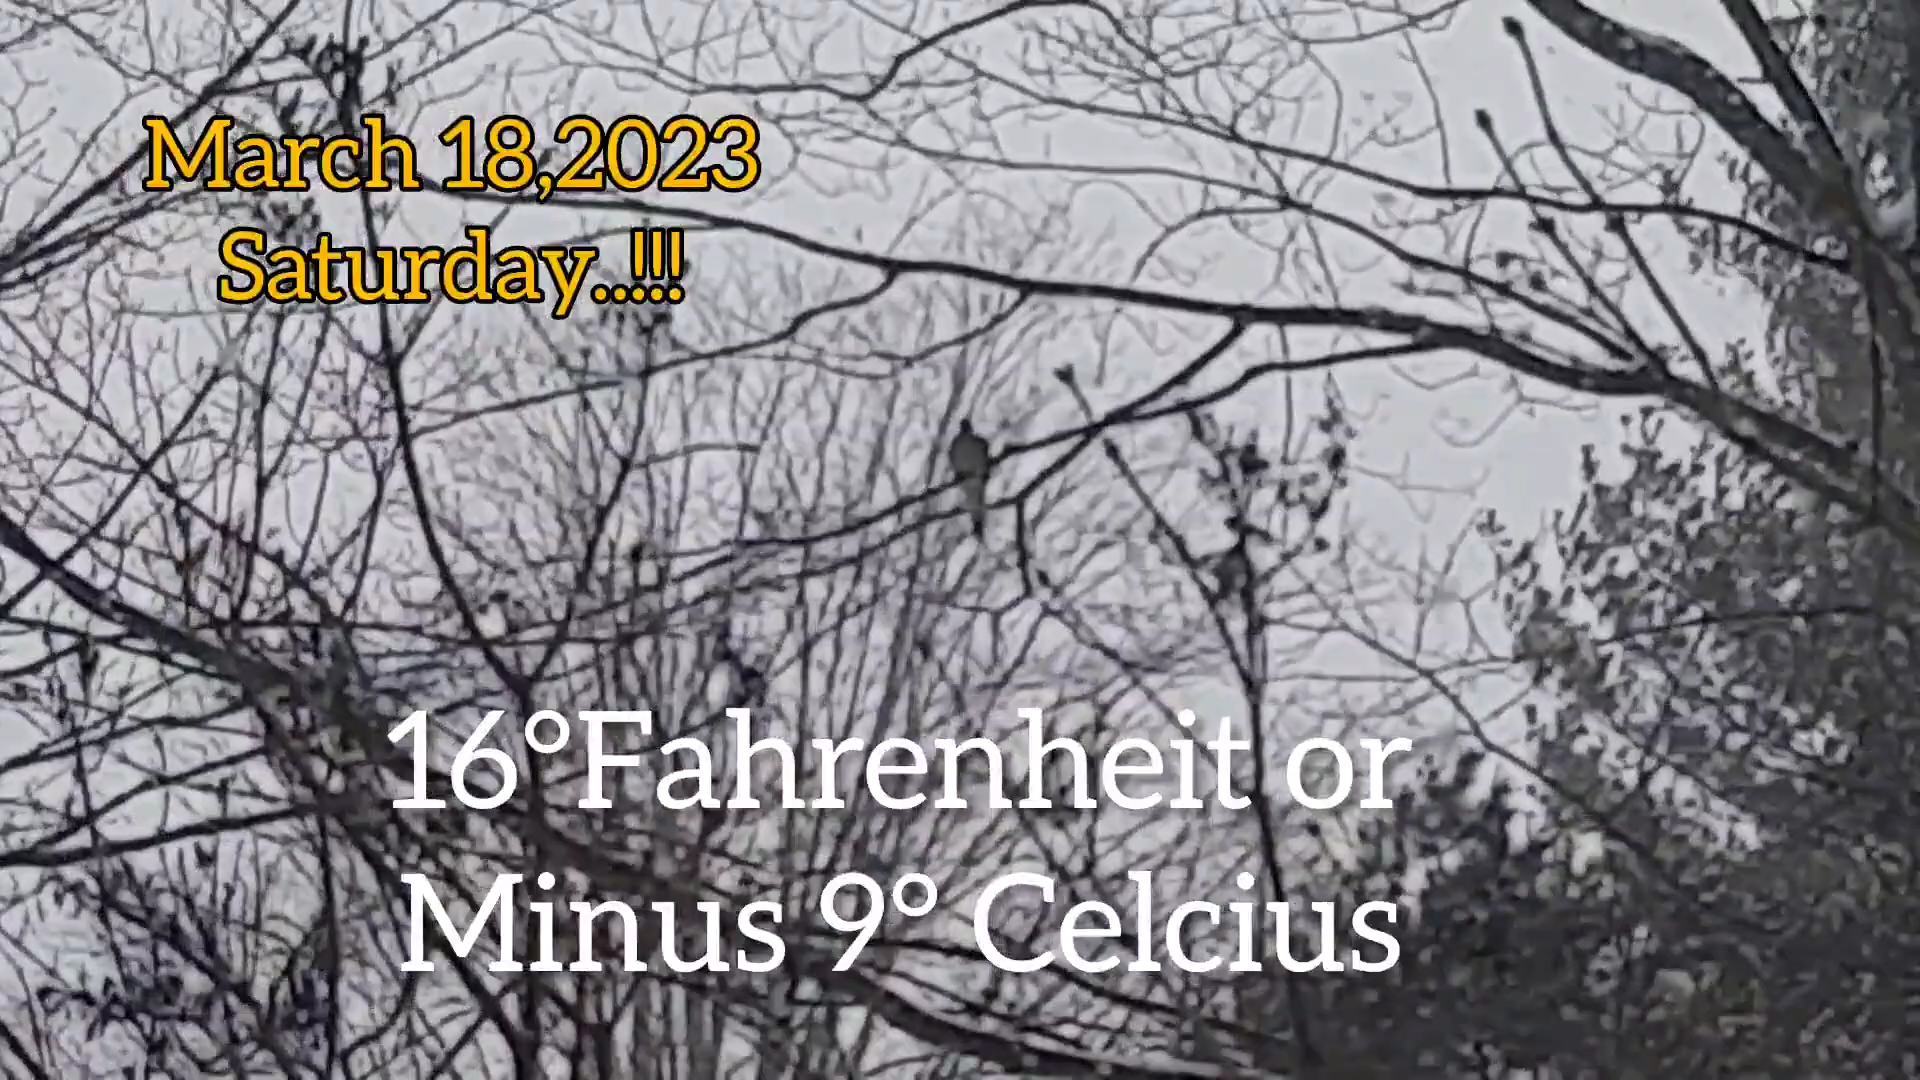 March 18,2023
Saturday..!!!
16°Fahrenheit or
Minus 9° Celcius